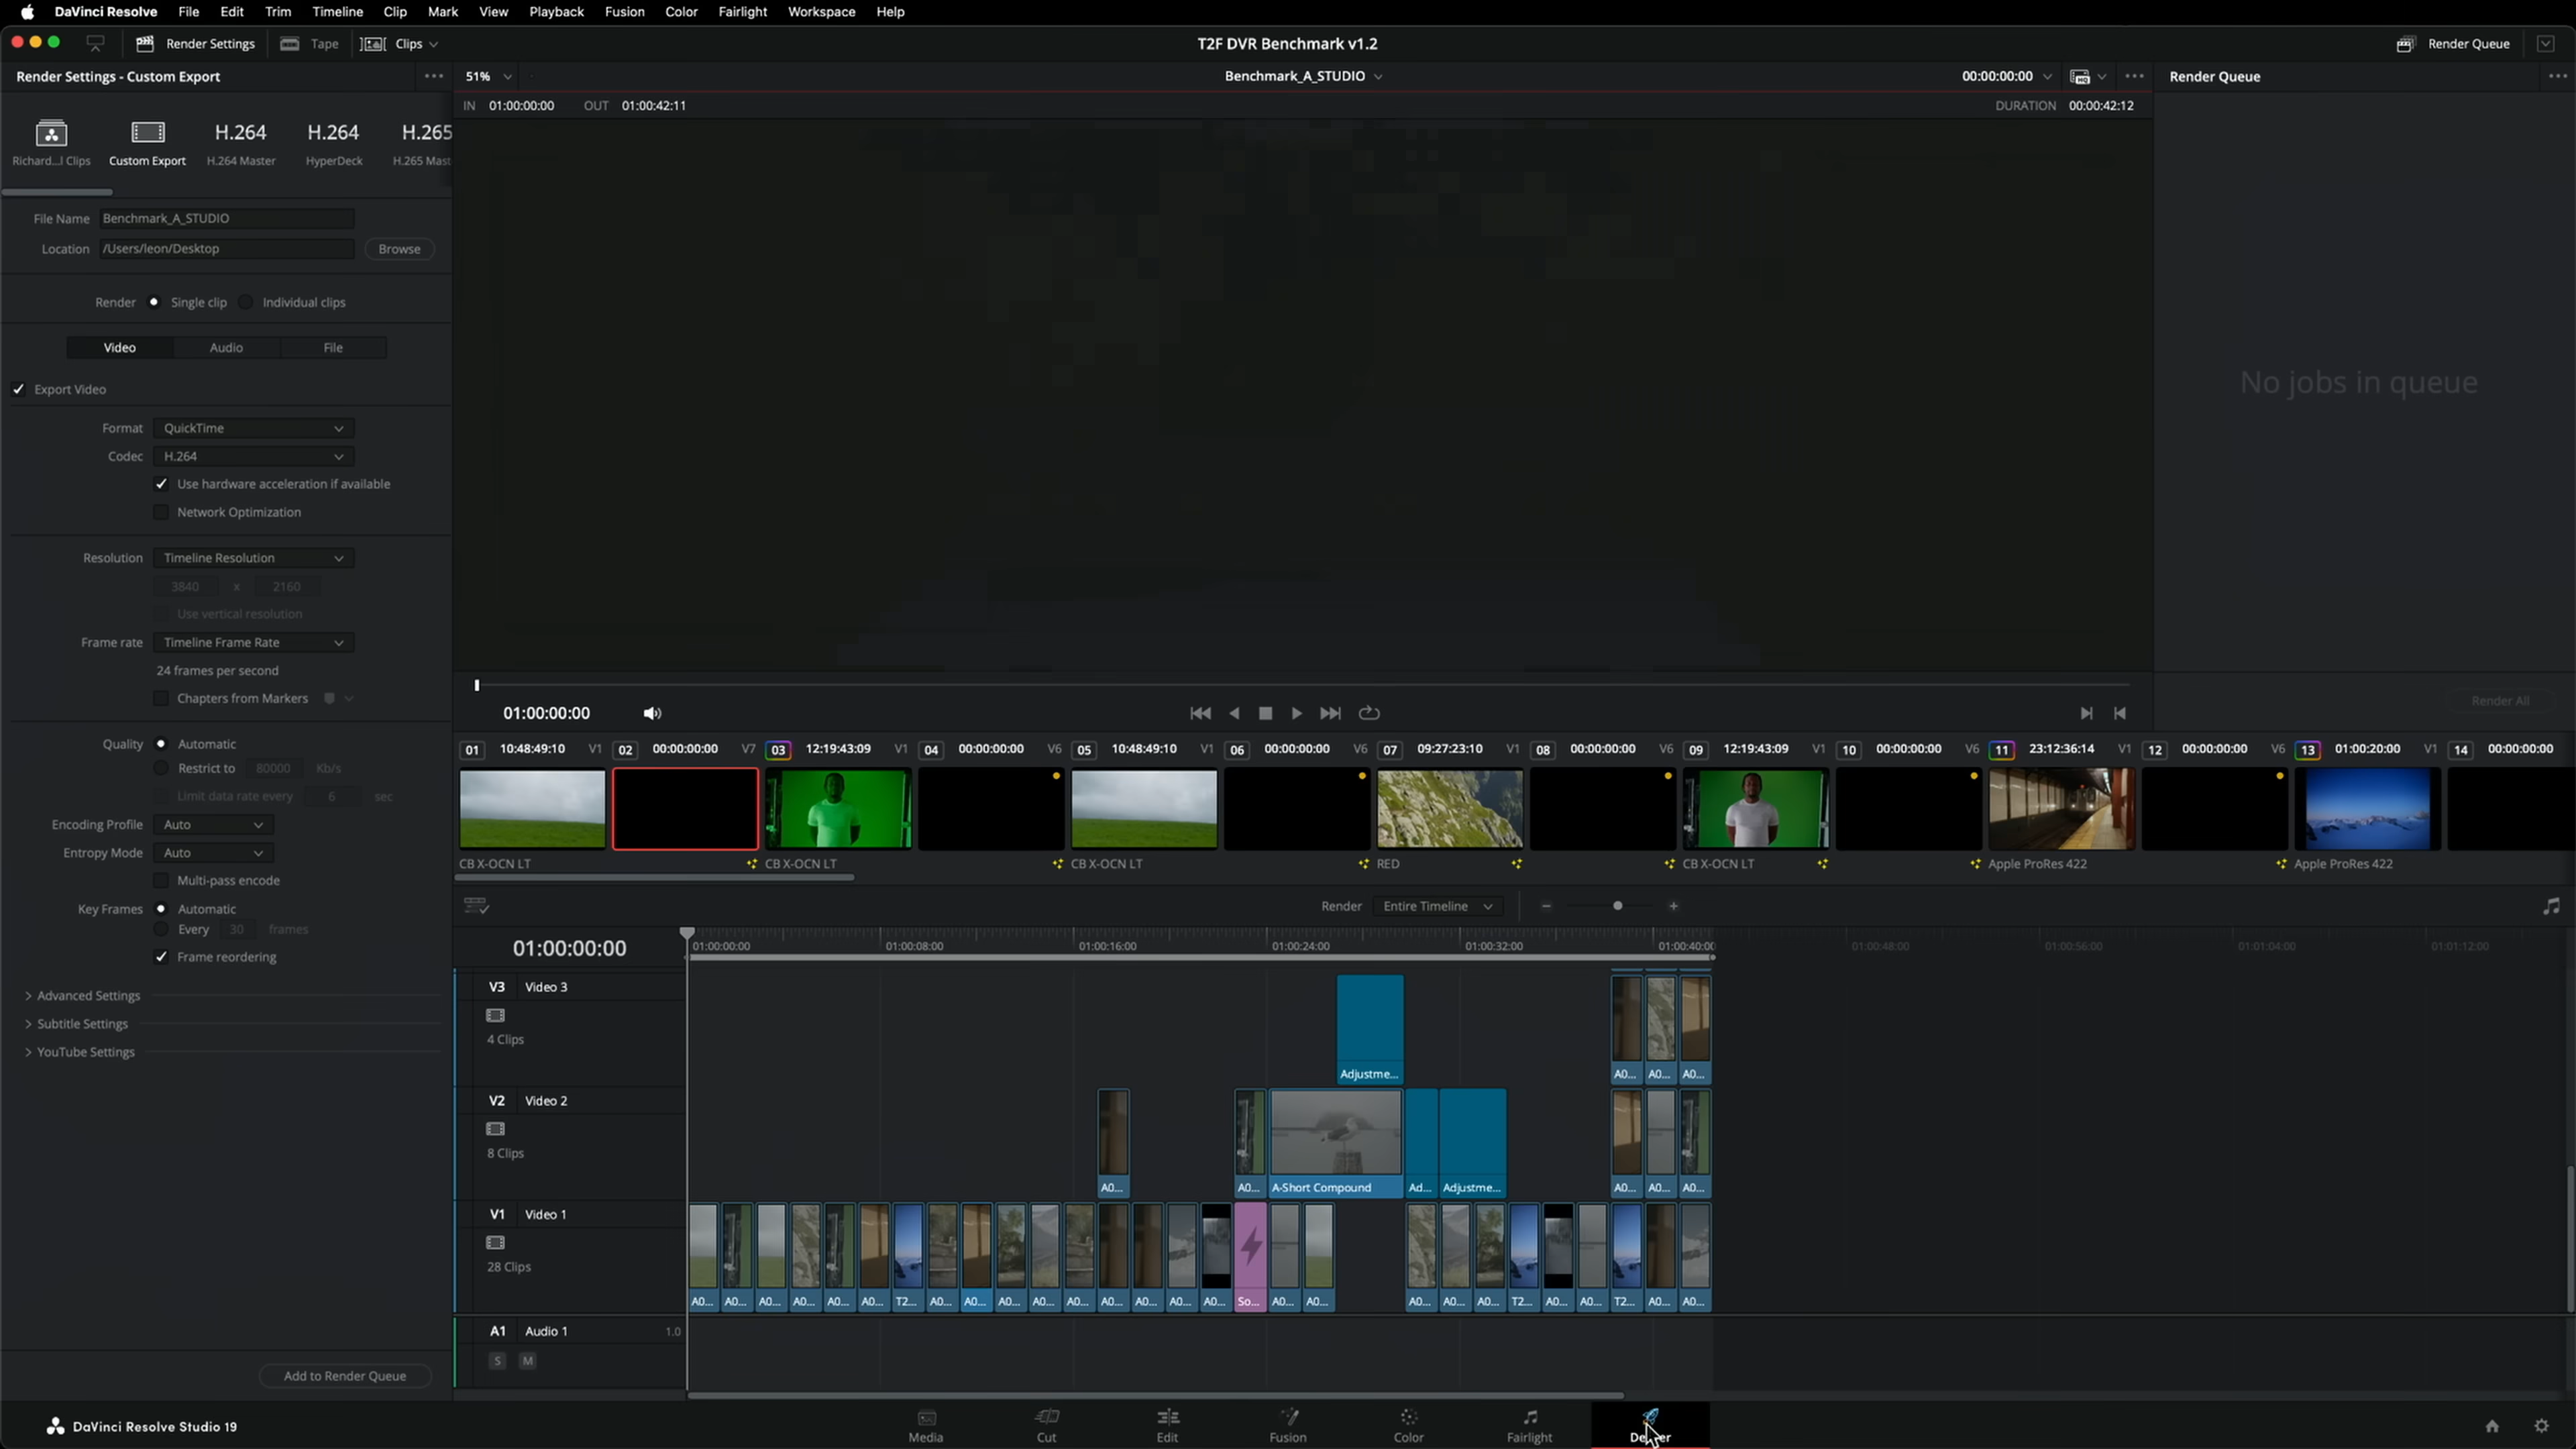 DaVinci Resolve File Edit Trim Timeline Clip Mark View Playback Fusion Color Fairlight Workspace Help
Render Settings Tape Clips T2F DVR Benchmark v1.2 Render Queue
Render Settings - Custom Export 51% Benchmark_A_STUDIO 00:00:00:00 HQ Render Queue
IN 01:00:00:00 OUT 01:00:42:11 DURATION 00:00:42:12
H.264 H.264 H.265
Richard...l Clips Custom Export H.264 Master HyperDeck H.265 Mast
File Name Benchmark_A_STUDIO
Location /Users/leon/Desktop Browse
Render Single clip Individual clips
Video Audio File
No jobs in queue
Export Video
Format QuickTime
Codec H.264
Use hardware acceleration if available
Network Optimization
Resolution Timeline Resolution
3840 x 2160
Use vertical resolution
Frame rate Timeline Frame Rate
24 frames per second
Chapters from Markers Render All
01:00:00:00
Quality Automatic
Restrict to 80000 Kb/s
Limit data rate every 6 sec
Encoding Profile Auto
Entropy Mode Auto
Multi-pass encode
Key Frames Automatic
Every 30 frames
Frame reordering
Advanced Settings
Subtitle Settings
YouTube Settings
Add to Render Queue
01 10:48:49:10 V1 02 00:00:00:00 V7 03 12:19:43:09 V1 04 00:00:00:00 V6 05 10:48:49:10 V1 06 00:00:00:00 V6 07 09:27:23:10 V1 08 00:00:00:00 V6 09 12:19:43:09 V1 10 00:00:00:00 V6 11 23:12:36:14 V1 12 00:00:00:00 V6 13 01:00:20:00 V1 14 00:00:00:00
CB X-OCN LT CB X-OCN LT CB X-OCN LT RED CB X-OCN LT Apple ProRes 422 Apple ProRes 422
Render Entire Timeline
01:00:00:00 01:00:00:00 01:00:08:00 01:00:16:00 01:00:24:00 01:00:32:00 01:00:40:00 01:00:48:00 01:00:56:00 01:01:04:00 01:01:12:00
V3 Video 3
4 Clips
Adjustme... A0... A0... A0...
V2 Video 2
8 Clips
A0... A0... A-Short Compound Ad... Adjustme... A0... A0... A0...
V1 Video 1
28 Clips
A0... A0... A0... A0... A0... A0... T2... A0... A0... A0... A0... A0... A0... A0... A0... A0... So... A0... A0... A0... A0... A0... T2... A0... A0... T2... A0... A0...
A1 Audio 1 1.0
S M
DaVinci Resolve Studio 19 Media Cut Edit Fusion Color Fairlight